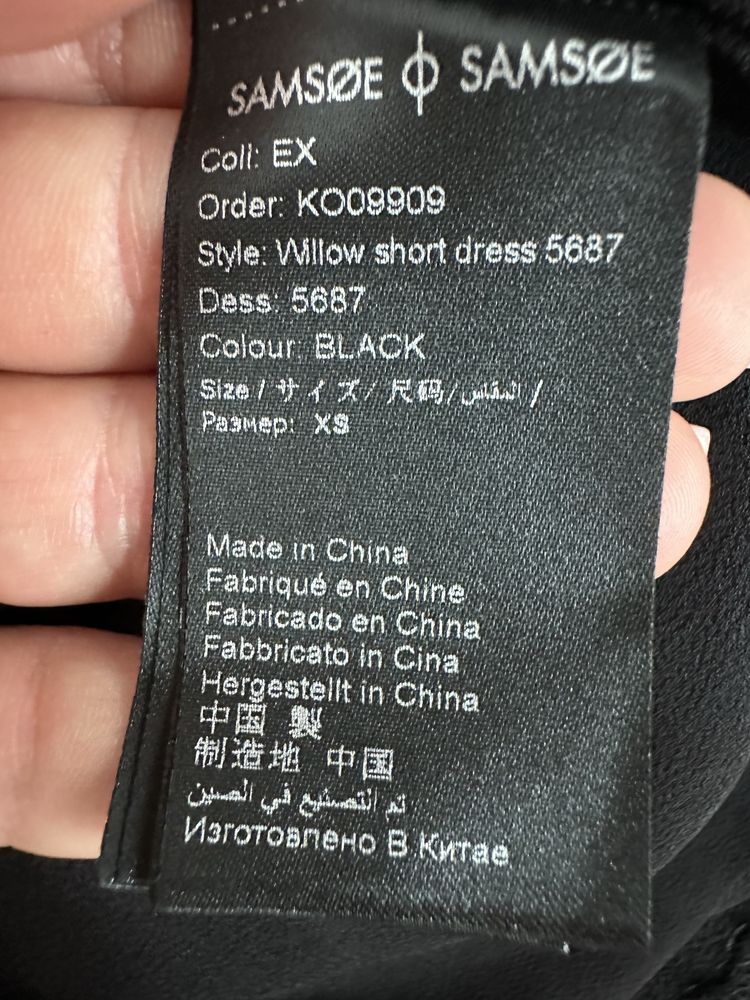 SAMSØE ϕ SAMSØE
Coll: EX
Order: KO09909
Style: Willow short dress 5687
Dess: 5687
Colour: BLACK
Size / サイズ/ 尺码/المقاس /
Размер: XS
Made in China
Fabriqué en Chine
Fabricado en China
Fabbricato in Cina
Hergestellt in China
中国 製
制造地 中国
تم التصنيع في الصين
Изготовлено В Китае